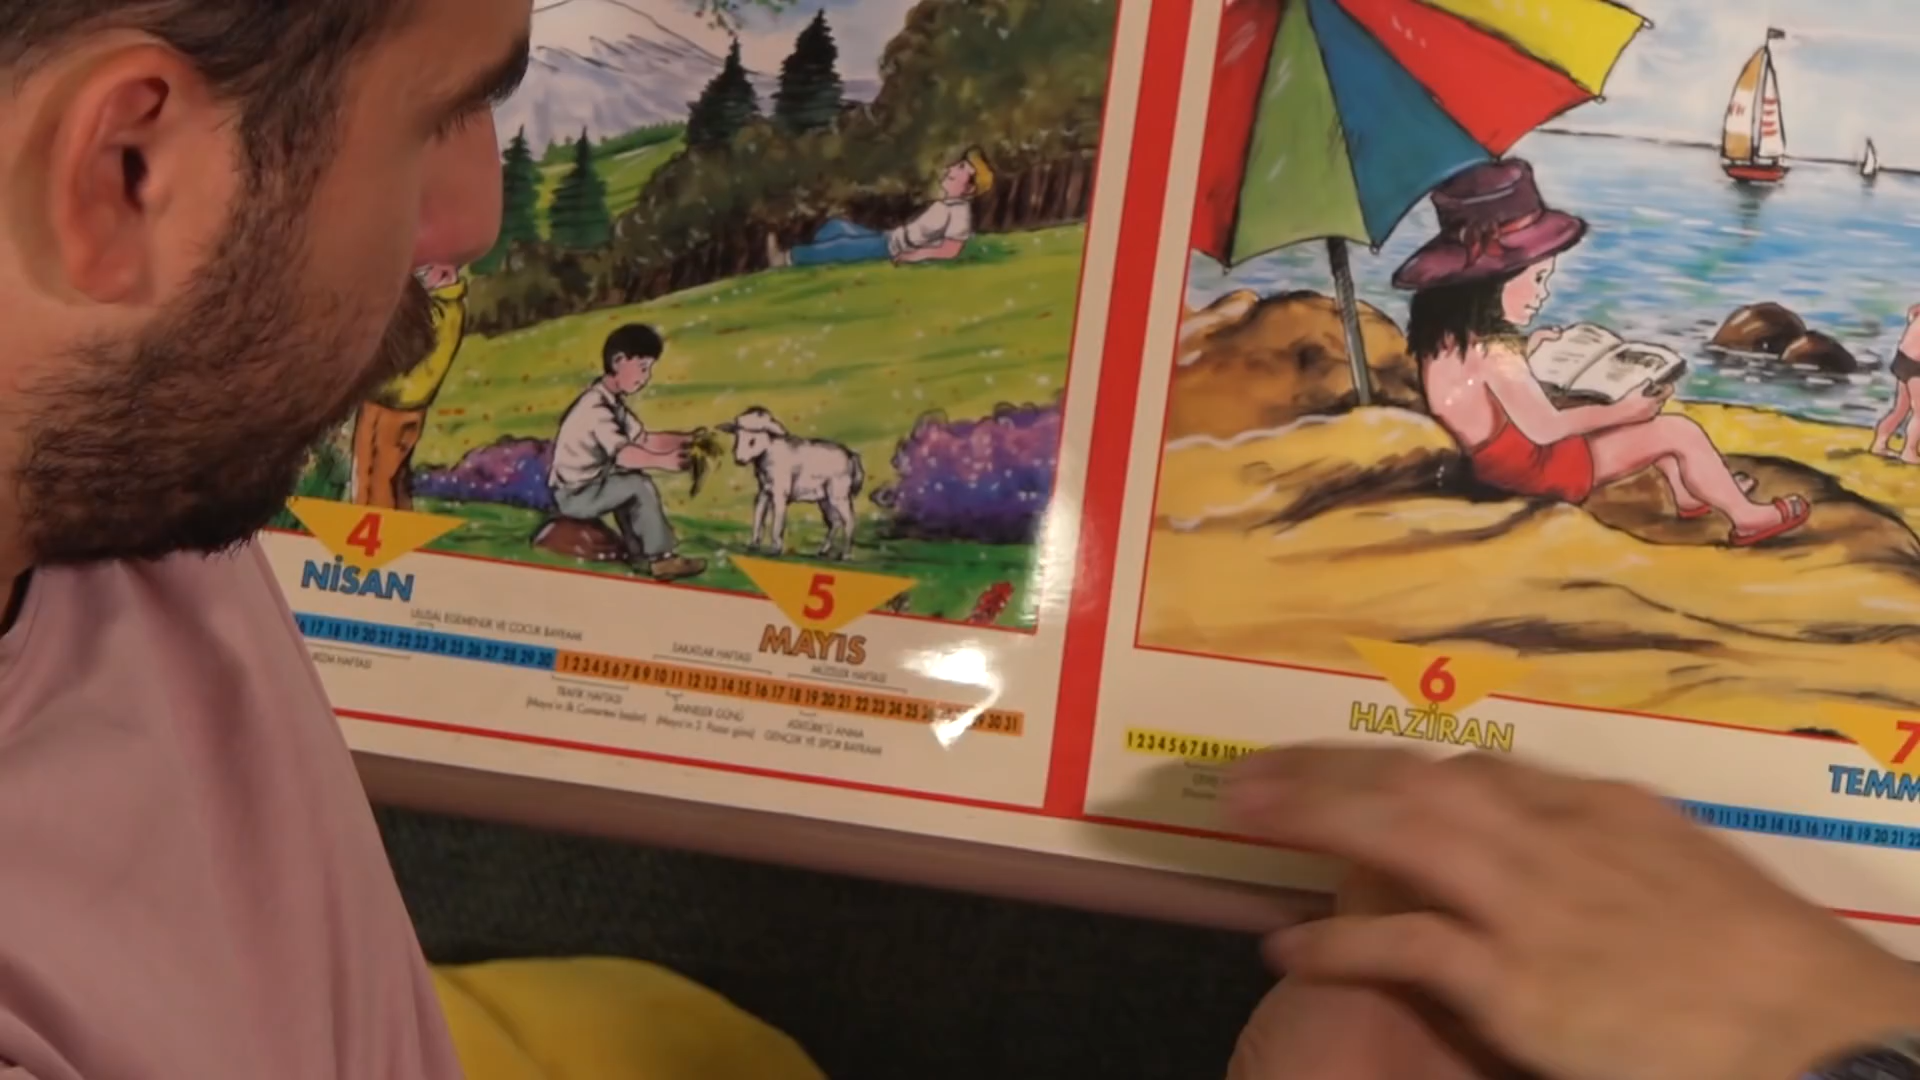 4
NİSAN
ULUSAL EGEMENLİK VE ÇOCUK BAYRAMI
17 18 19 20 21 22 23 24 25 26 27 28 29 30
HAFTASI
5
MAYIS
SAKATLAR HAFTASI
MÜZELER HAFTASI
1 2 3 4 5 6 7 8 9 10 11 12 13 14 15 16 17 18 19 20 21 22 23 24 25 26 29 30 31
TRAFİK HAFTASI
(Mayıs'ın ilk Cumartesi başlar)
ANNELER GÜNÜ
(Mayıs'ın 2. Pazar günü)
ATATÜRK'Ü ANMA
GENÇLİK VE SPOR BAYRAMI
6
HAZİRAN
1 2 3 4 5 6 7 8 9 10
7
TEMM
10 11 12 13 14 15 16 17 18 19 20 21 22